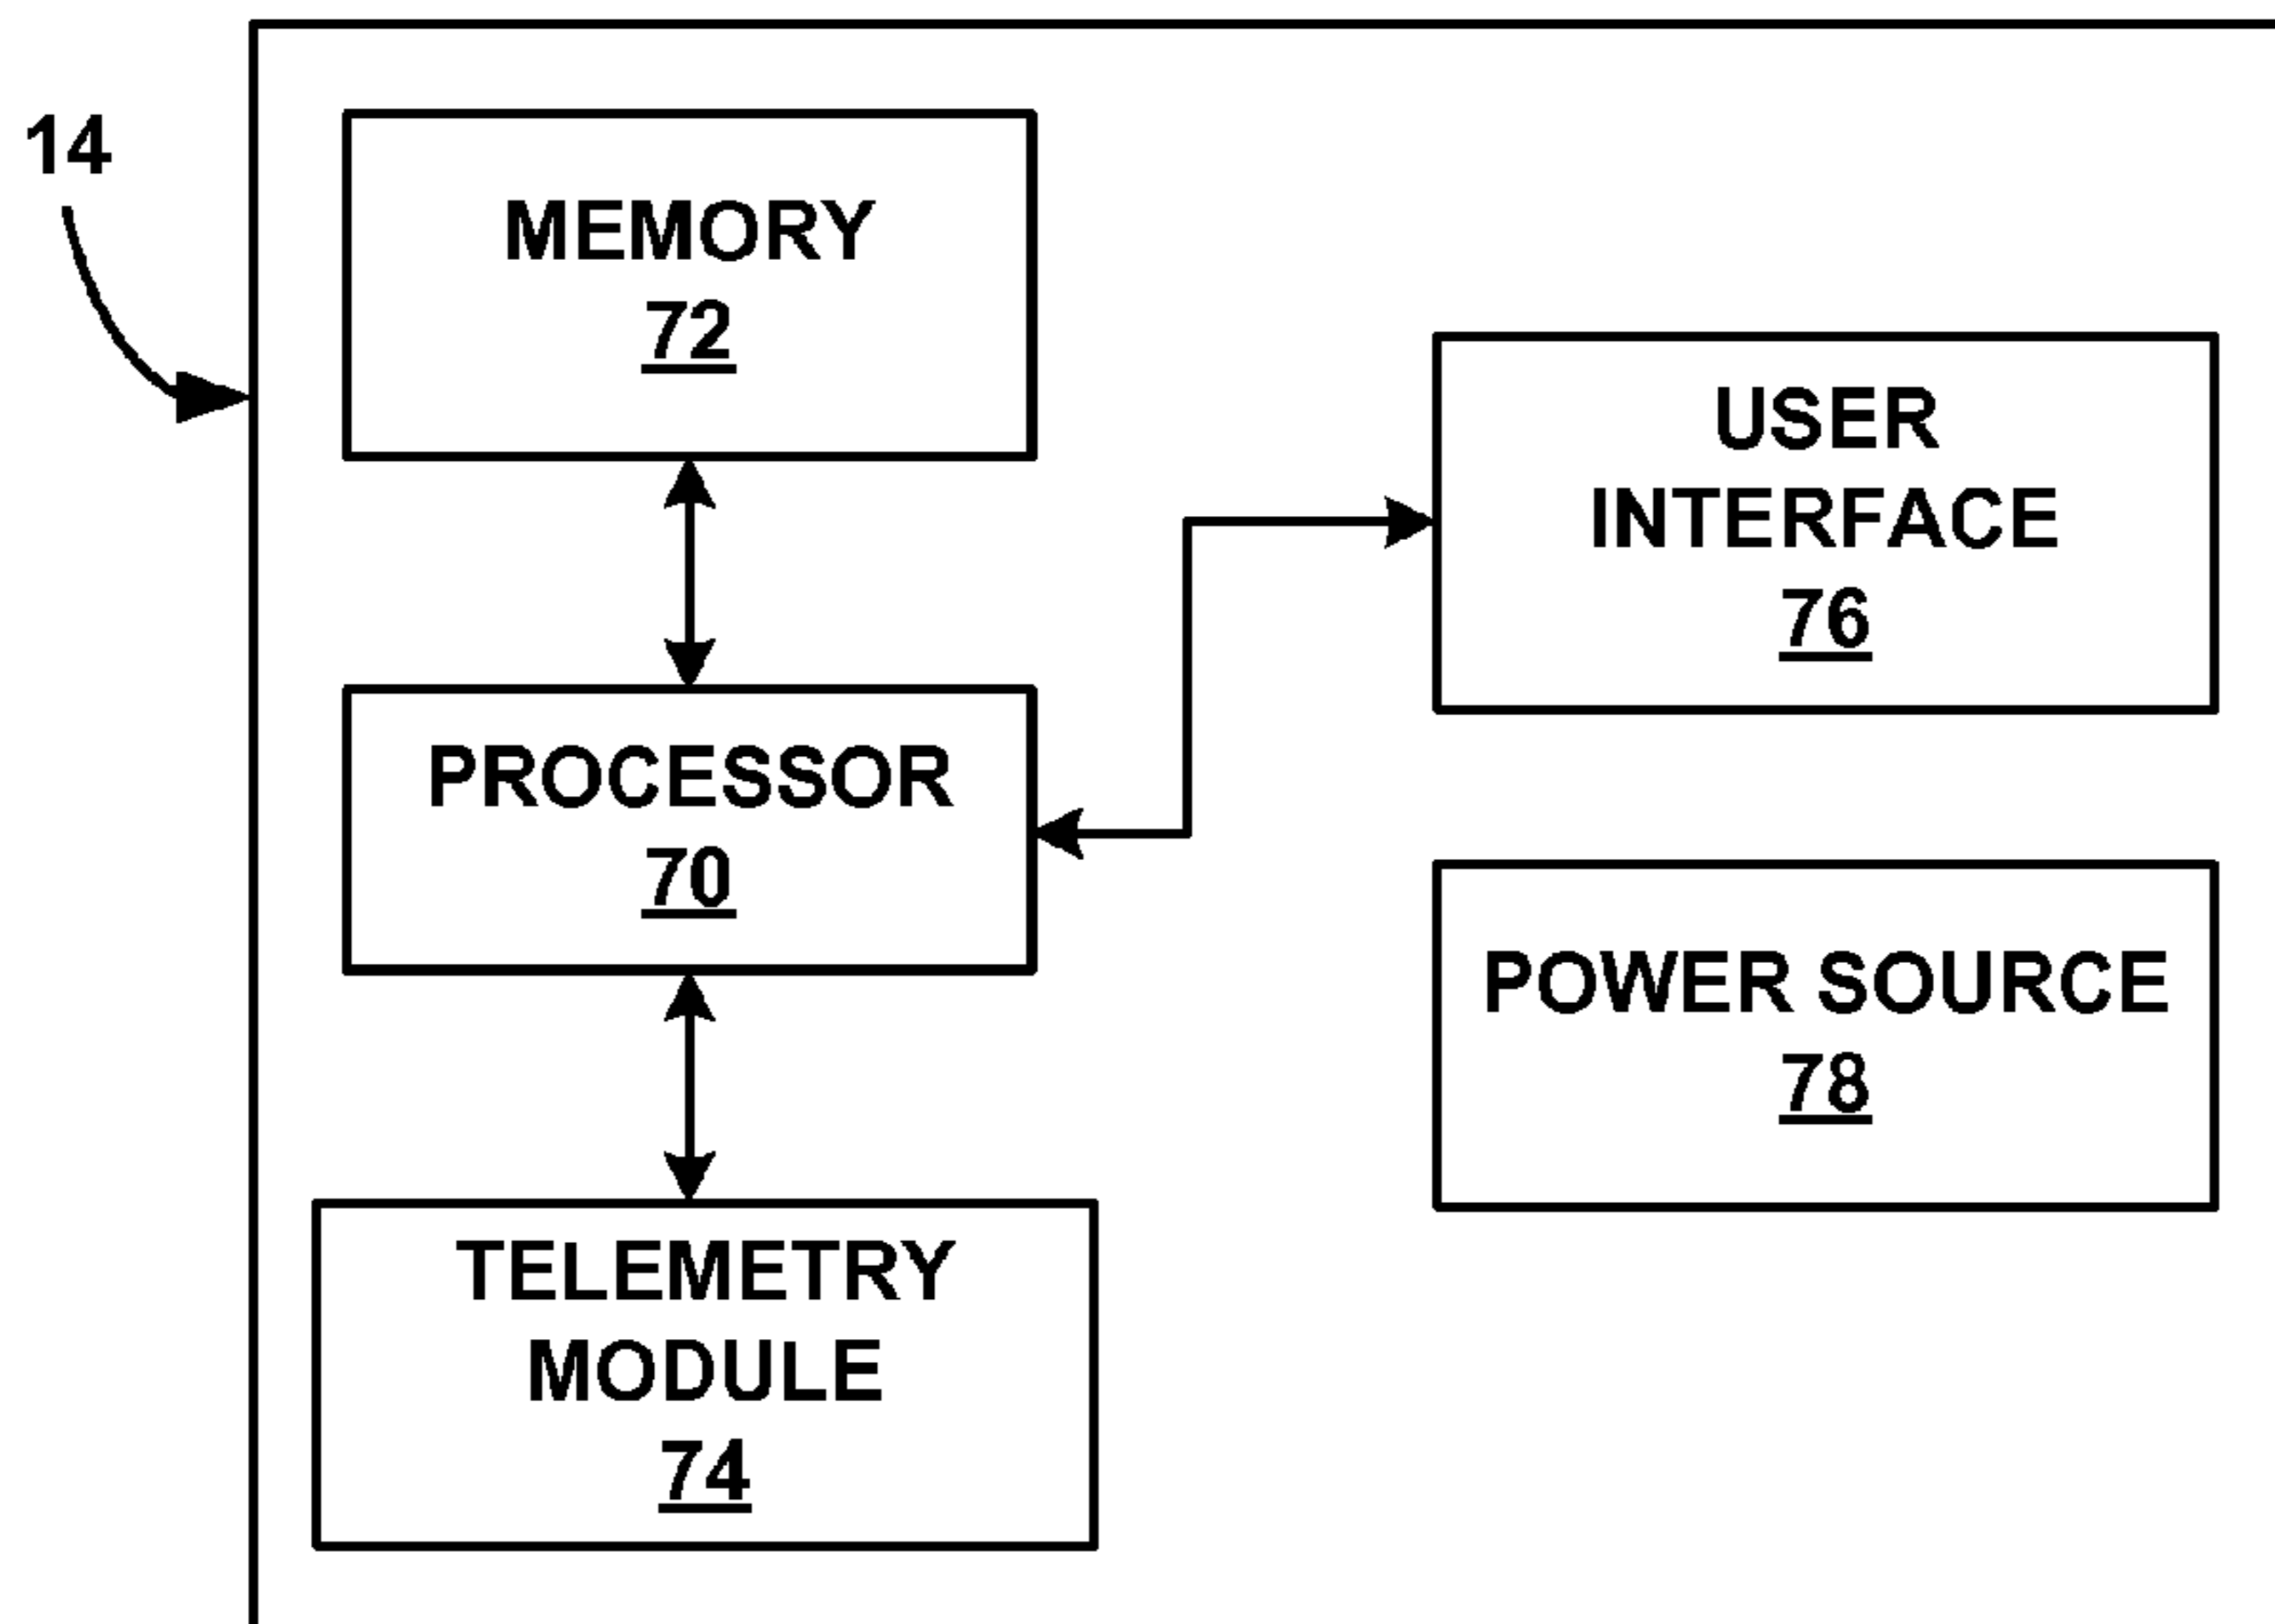 14
MEMORY
72
USER
INTERFACE
76
PROCESSOR
70
POWER SOURCE
78
TELEMETRY
MODULE
74